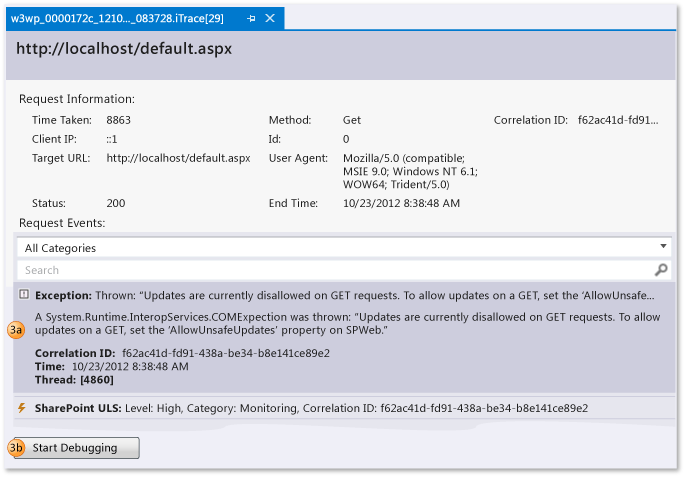 w3wp_0000172c_1210..._083728.iTrace[29]
http://localhost/default.aspx
Request Information:
Time Taken: 8863 Method: Get Correlation ID: f62ac41d-fd91...
Client IP: ::1 Id: 0
Target URL: http://localhost/default.aspx User Agent: Mozilla/5.0 (compatible;
MSIE 9.0; Windows NT 6.1;
WOW64; Trident/5.0)
Status: 200 End Time: 10/23/2012 8:38:48 AM
Request Events:
All Categories
Search
Exception: Thrown: “Updates are currently disallowed on GET requests. To allow updates on a GET, set the ‘AllowUnsafe...
A System.Runtime.InteropServices.COMExpection was thrown: “Updates are currently disallowed on GET requests. To allow
3a updates on a GET, set the ‘AllowUnsafeUpdates’ property on SPWeb.”
Correlation ID: f62ac41d-fd91-438a-be34-b8e141ce89e2
Time: 10/23/2012 8:38:48 AM
Thread: [4860]
SharePoint ULS: Level: High, Category: Monitoring, Correlation ID: f62ac41d-fd91-438a-be34-b8e141ce89e2
3b Start Debugging